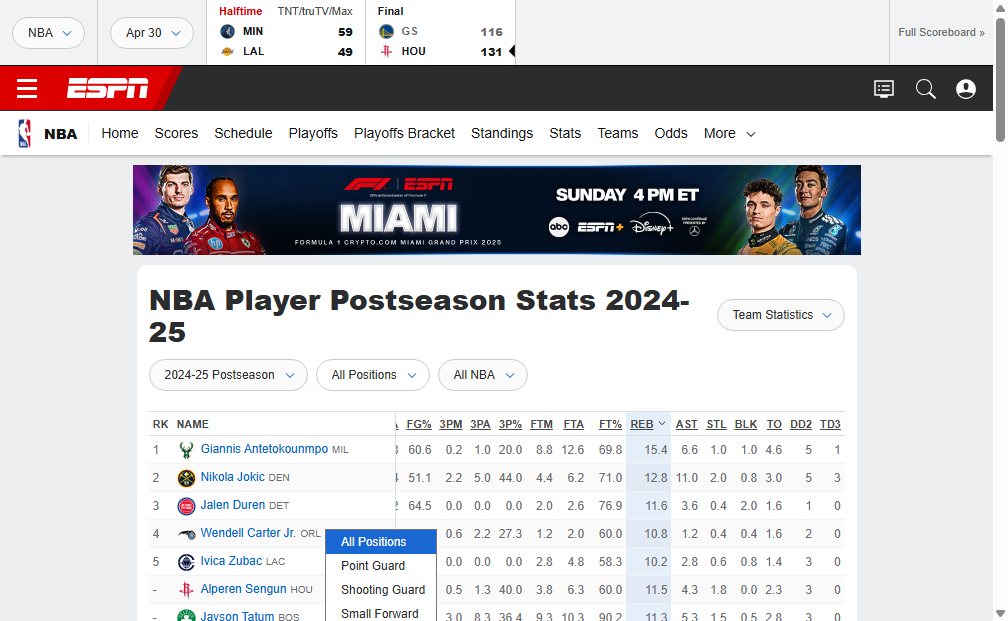 NBA
Apr 30
Halftime TNT/truTV/Max
MIN 59
LAL 49
Final
GS 116
HOU 131
Full Scoreboard »
ESPN
NBA Home Scores Schedule Playoffs Playoffs Bracket Standings Stats Teams Odds More
F1 ESPN
MIAMI
FORMULA 1 CRYPTO.COM MIAMI GRAND PRIX 2025
SUNDAY 4 PM ET
abc ESPN+ Disney+
NBA Player Postseason Stats 2024-
25
Team Statistics
2024-25 Postseason All Positions All NBA
RK NAME FG% 3PM 3PA 3P% FTM FTA FT% REB AST STL BLK TO DD2 TD3
1 Giannis Antetokounmpo MIL 60.6 0.2 1.0 20.0 8.8 12.6 69.8 15.4 6.6 1.0 1.0 4.6 5 1
2 Nikola Jokic DEN 51.1 2.2 5.0 44.0 4.4 6.2 71.0 12.8 11.0 2.0 0.8 3.0 5 3
3 Jalen Duren DET 64.5 0.0 0.0 0.0 2.0 2.6 76.9 11.6 3.6 0.4 2.0 1.6 1 0
4 Wendell Carter Jr. ORL 0.6 2.2 27.3 1.2 2.0 60.0 10.8 1.2 0.4 0.4 1.6 2 0
5 Ivica Zubac LAC 0.0 0.0 0.0 2.8 4.8 58.3 10.2 2.8 0.6 0.8 1.4 3 0
- Alperen Sengun HOU 0.5 1.3 40.0 3.8 6.3 60.0 11.5 4.3 1.8 0.0 2.3 3 0
- Jayson Tatum BOS 3.0 8.3 36.4 9.3 10.3 90.2 11.3 5.3 1.5 0.5 2.8 3 0
All Positions
Point Guard
Shooting Guard
Small Forward